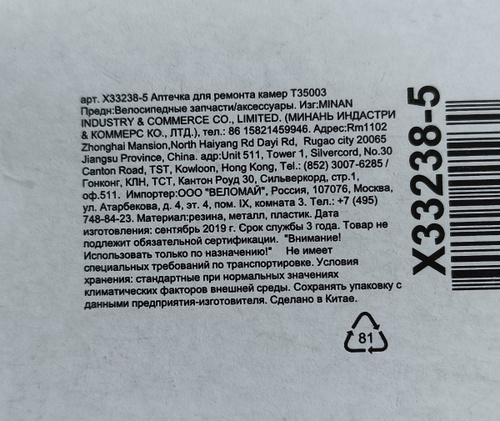 арт. X33238-5 Аптечка для ремонта камер T35003
Предн:Велосипедные запчасти/аксессуары. Изг:MINAN
INDUSTRY & COMMERCE CO., LIMITED. (МИНАНЬ ИНДАСТРИ
& КОММЕРС КО., ЛТД.), тел.: 86 15821459946. Адрес:Rm1102
Zhonghai Mansion,North Haiyang Rd Dayi Rd, Rugao city 20065
Jiangsu Province, China. адр:Unit 511, Tower 1, Silvercord, No.30
Canton Road, TST, Kowloon, Hong Kong, Tel.: (852) 3007-6285 /
Гонконг, КЛН, ТСТ, Кантон Роуд 30, Сильверкорд, стр.1,
оф.511. Импортер:ООО "ВЕЛОМАЙ", Россия, 107076, Москва,
ул. Атарбекова, д. 4, эт. 4, пом. IX, комната 3. Тел.: +7 (495)
748-84-23. Материал:резина, металл, пластик. Дата
изготовления: сентябрь 2019 г. Срок службы 3 года. Товар не
подлежит обязательной сертификации. "Внимание!
Использовать только по назначению!" Не имеет
специальных требований по транспортировке. Условия
хранения: стандартные при нормальных значениях
климатических факторов внешней среды. Сохранять упаковку с
данными предприятия-изготовителя. Сделано в Китае.
81
X33238-5